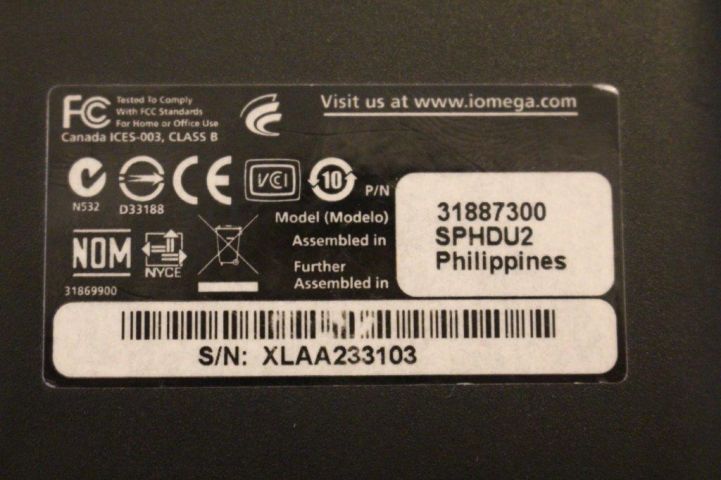 FC Tested To Comply
With FCC Standards
For Home or Office Use
Canada ICES-003, CLASS B
Visit us at www.iomega.com
N532
D33188
CE
VCI
10
P/N 31887300
Model (Modelo) SPHDU2
Assembled in Philippines
Further
Assembled in
NOM
NYCE
31869900
S/N: XLAA233103